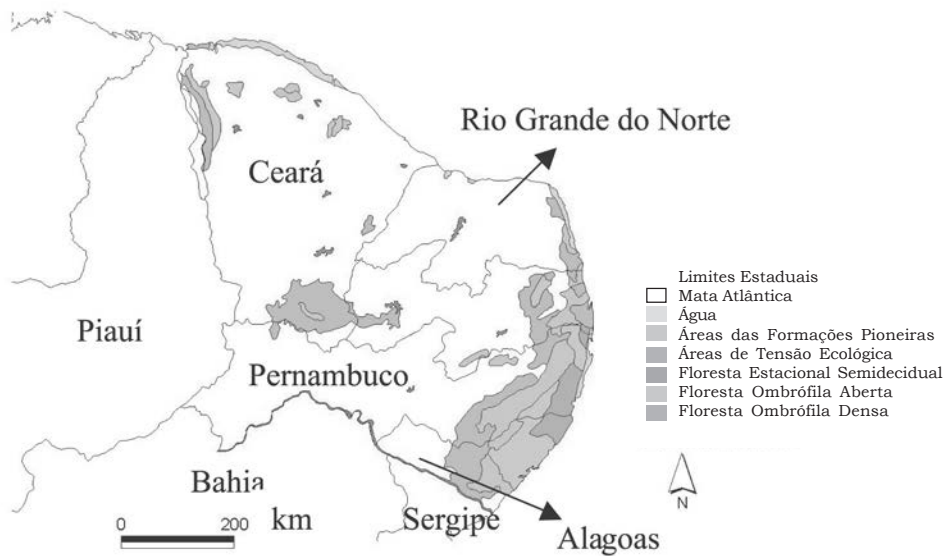 Rio Grande do Norte
Ceará
Piauí
Pernambuco
Bahia
Sergipe
Alagoas
0 200 km
Limites Estaduais
Mata Atlântica
Água
Áreas das Formações Pioneiras
Áreas de Tensão Ecológica
Floresta Estacional Semidecidual
Floresta Ombrófila Aberta
Floresta Ombrófila Densa
N